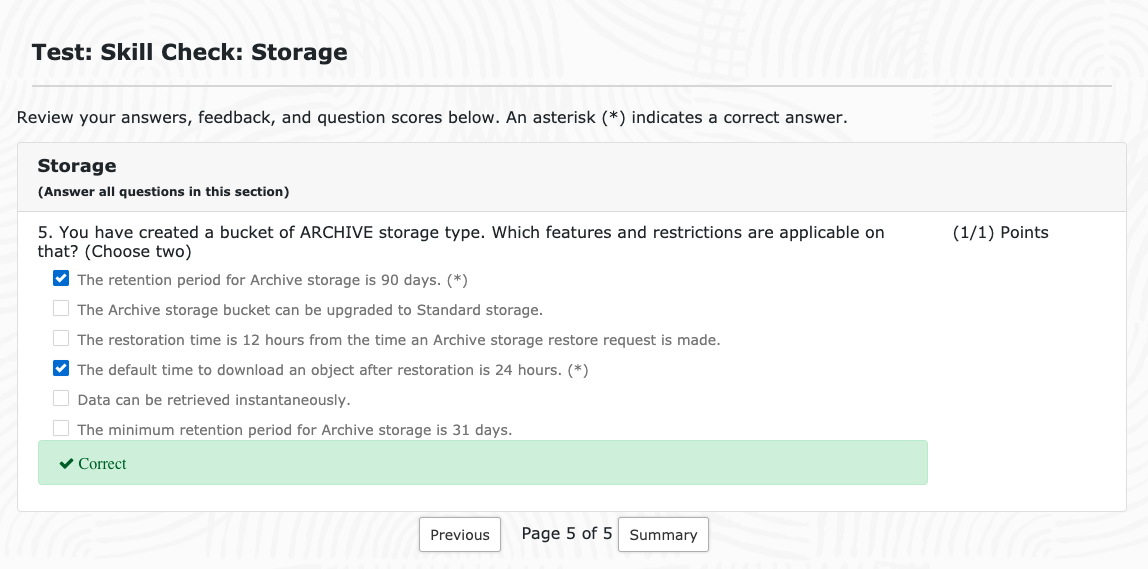 Test: Skill Check: Storage
Review your answers, feedback, and question scores below. An asterisk (*) indicates a correct answer.
Storage
(Answer all questions in this section)
5. You have created a bucket of ARCHIVE storage type. Which features and restrictions are applicable on
that? (Choose two)
(1/1) Points
The retention period for Archive storage is 90 days. (*)
The Archive storage bucket can be upgraded to Standard storage.
The restoration time is 12 hours from the time an Archive storage restore request is made.
The default time to download an object after restoration is 24 hours. (*)
Data can be retrieved instantaneously.
The minimum retention period for Archive storage is 31 days.
Correct
Previous
Page 5 of 5
Summary